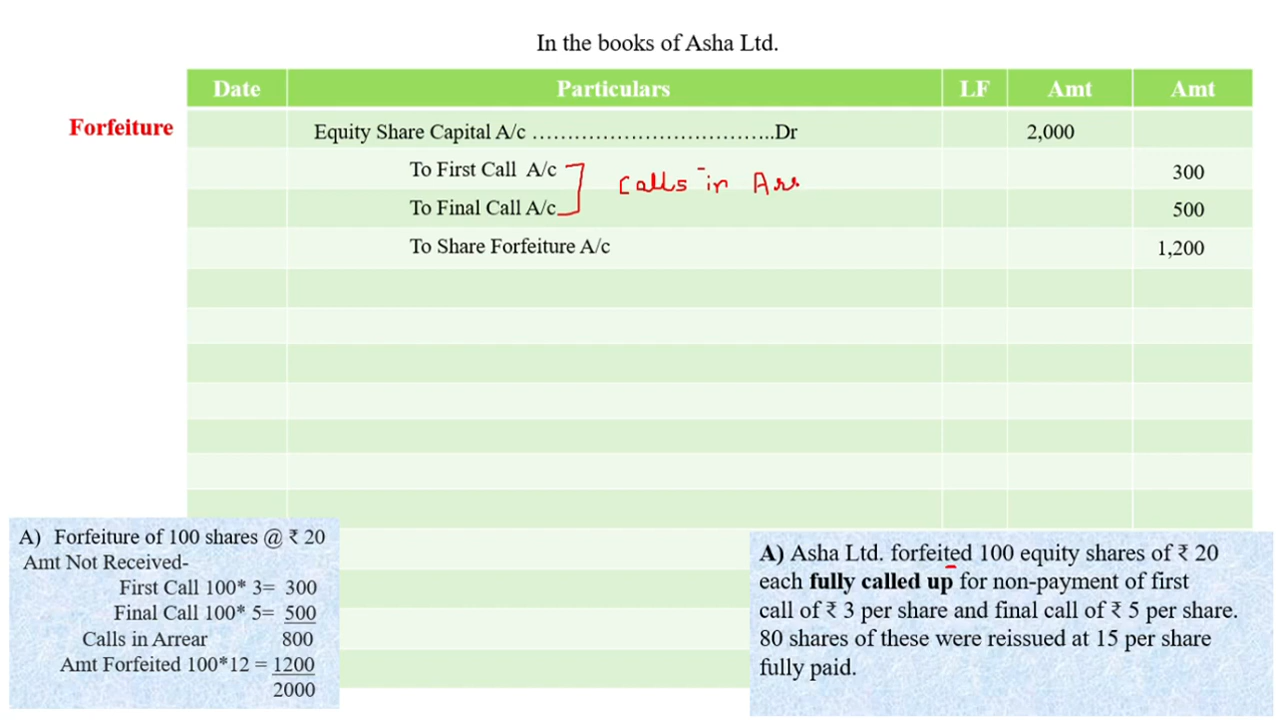 In the books of Asha Ltd.
Date Particulars LF Amt Amt
Forfeiture Equity Share Capital A/c ……………………………..Dr 2,000
To First Call A/c 300
Calls in Arr
To Final Call A/c 500
To Share Forfeiture A/c 1,200
A) Forfeiture of 100 shares @ ₹ 20
Amt Not Received-
First Call 100* 3= 300
Final Call 100* 5= 500
Calls in Arrear 800
Amt Forfeited 100*12 = 1200
2000
A) Asha Ltd. forfeited 100 equity shares of ₹ 20
each fully called up for non-payment of first
call of ₹ 3 per share and final call of ₹ 5 per share.
80 shares of these were reissued at 15 per share
fully paid.